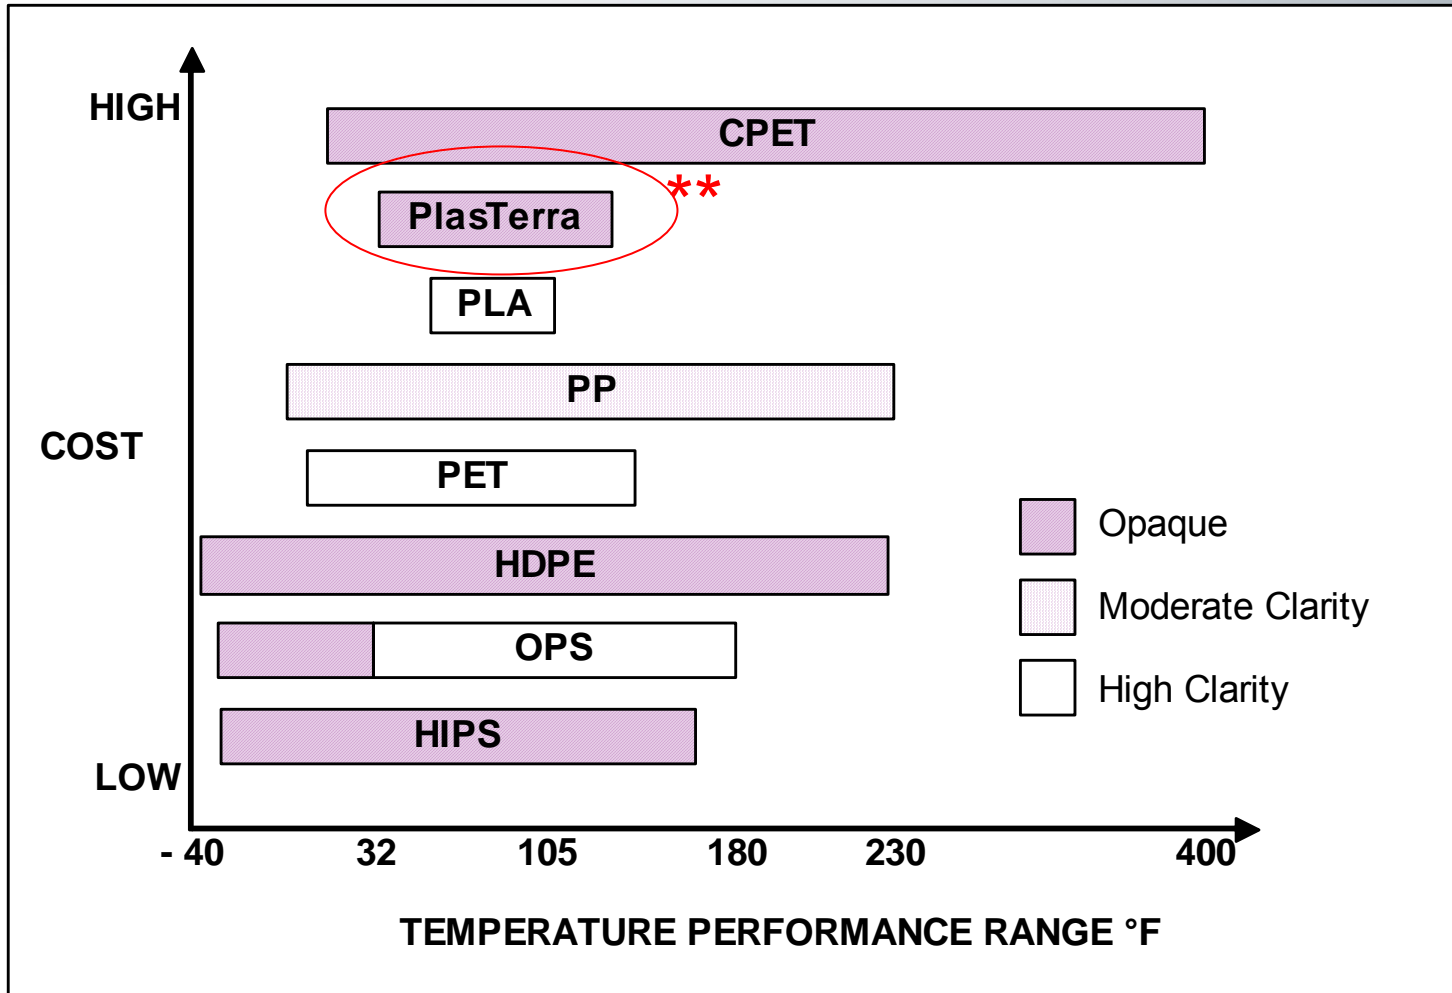 HIGH
CPET
PlasTerra
**
PLA
PP
COST
PET
HDPE
OPS
HIPS
LOW
Opaque
Moderate Clarity
High Clarity
- 40 32 105 180 230 400
TEMPERATURE PERFORMANCE RANGE °F